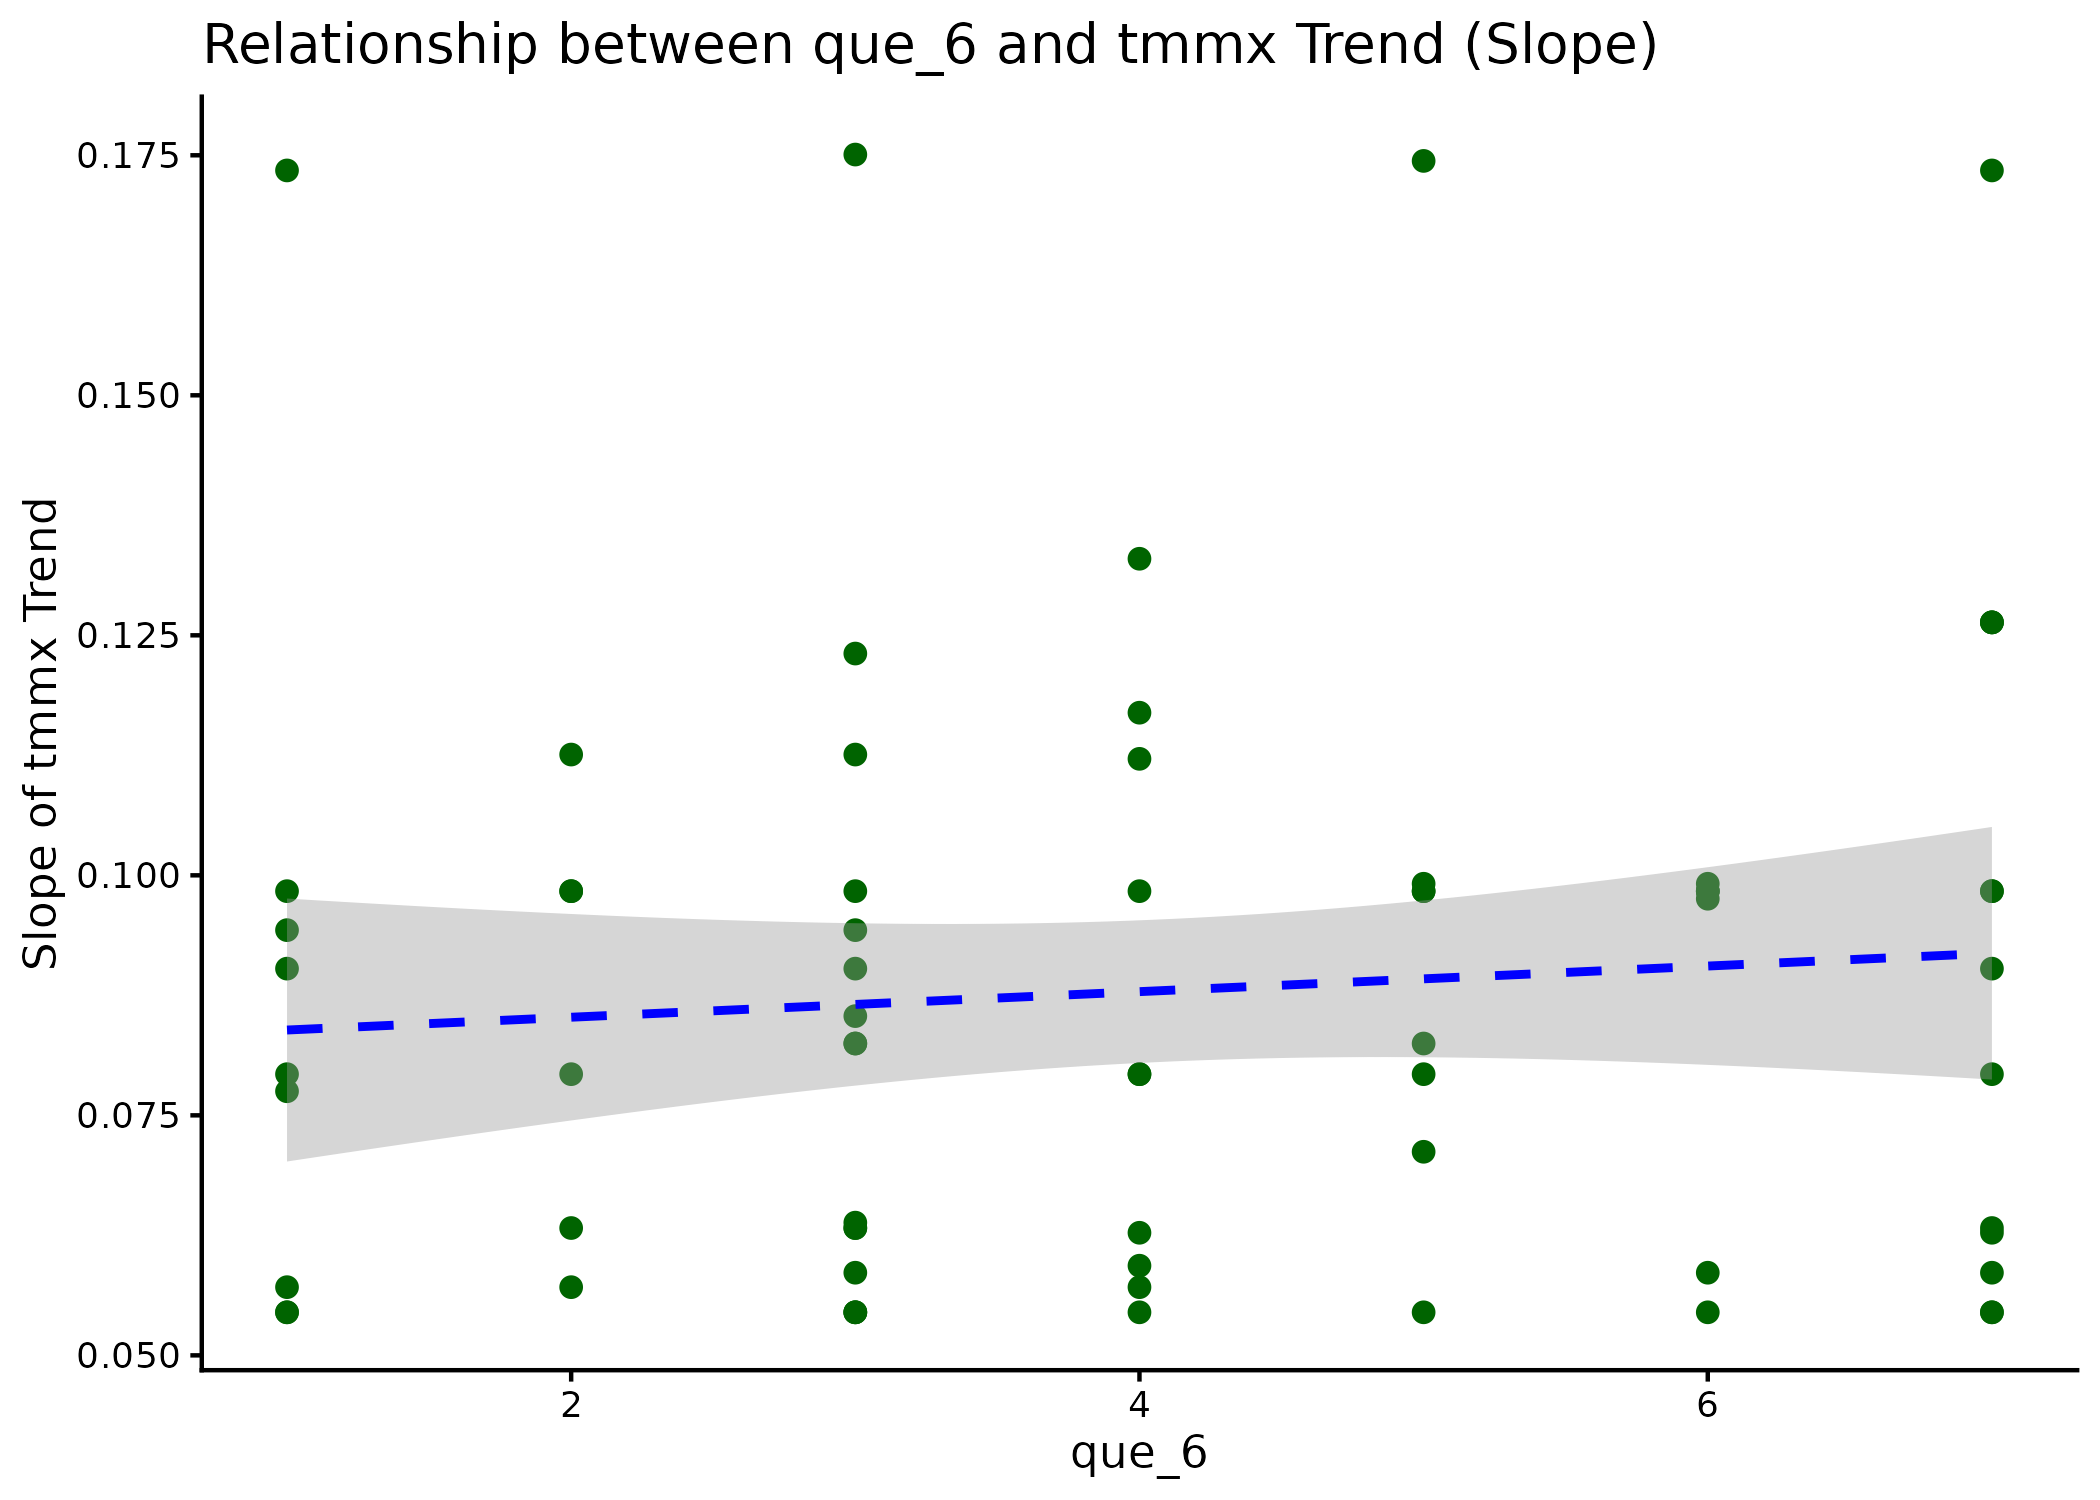 Relationship between que_6 and tmmx Trend (Slope)
Slope of tmmx Trend
0.175
0.150
0.125
0.100
0.075
0.050
2 4 6
que_6